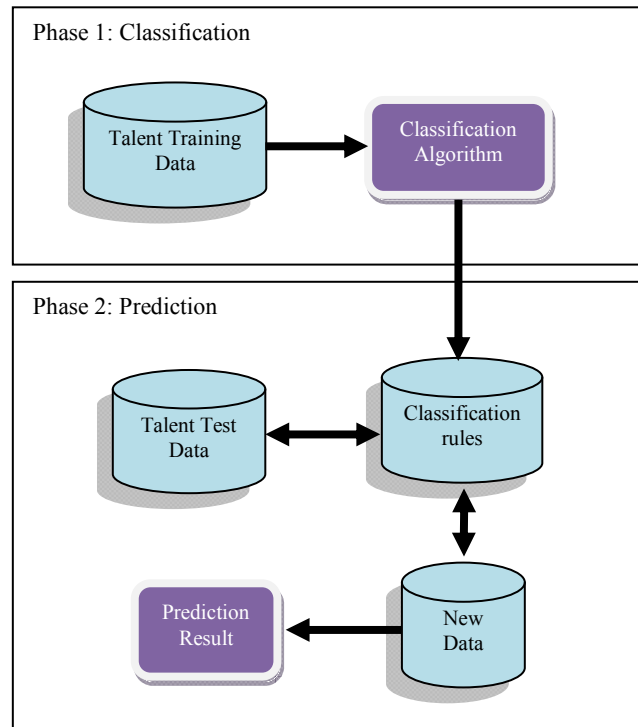 Phase 1: Classification
Talent Training
Data
Classification
Algorithm
Phase 2: Prediction
Talent Test
Data
Classification
rules
Prediction
Result
New
Data